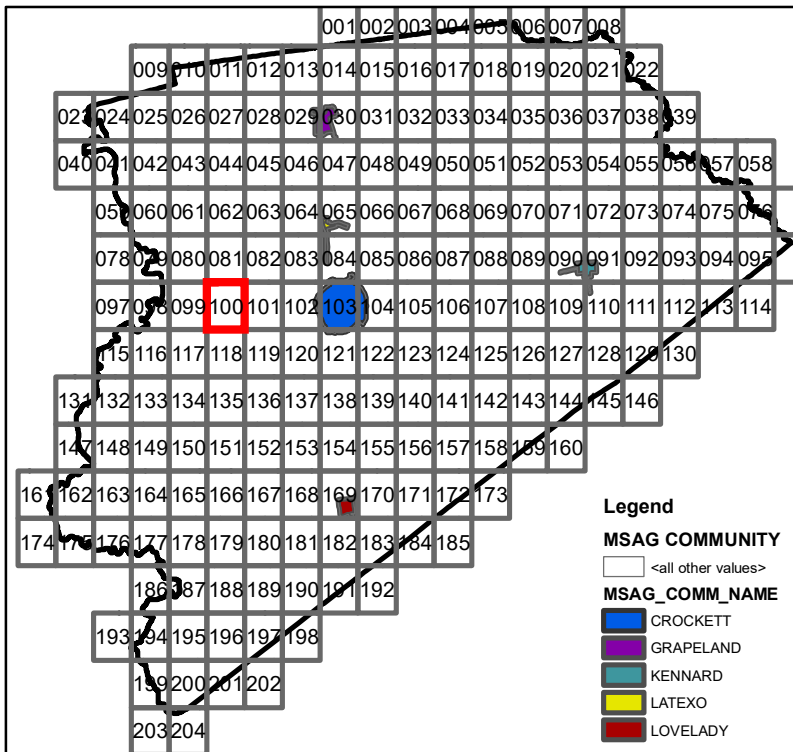 001 002 003 004 005 006 007 008
009 010 011 012 013 014 015 016 017 018 019 020 021 022
023 024 025 026 027 028 029 030 031 032 033 034 035 036 037 038 039
040 041 042 043 044 045 046 047 048 049 050 051 052 053 054 055 056 057 058
059 060 061 062 063 064 065 066 067 068 069 070 071 072 073 074 075 076
078 079 080 081 082 083 084 085 086 087 088 089 090 091 092 093 094 095
097 098 099 100 101 102 103 104 105 106 107 108 109 110 111 112 113 114
115 116 117 118 119 120 121 122 123 124 125 126 127 128 129 130
131 132 133 134 135 136 137 138 139 140 141 142 143 144 145 146
147 148 149 150 151 152 153 154 155 156 157 158 159 160
161 162 163 164 165 166 167 168 169 170 171 172 173
174 175 176 177 178 179 180 181 182 183 184 185
186 187 188 189 190 191 192
193 194 195 196 197 198
199 200 201 202
203 204
Legend
MSAG COMMUNITY
<all other values>
MSAG_COMM_NAME
CROCKETT
GRAPELAND
KENNARD
LATEXO
LOVELADY